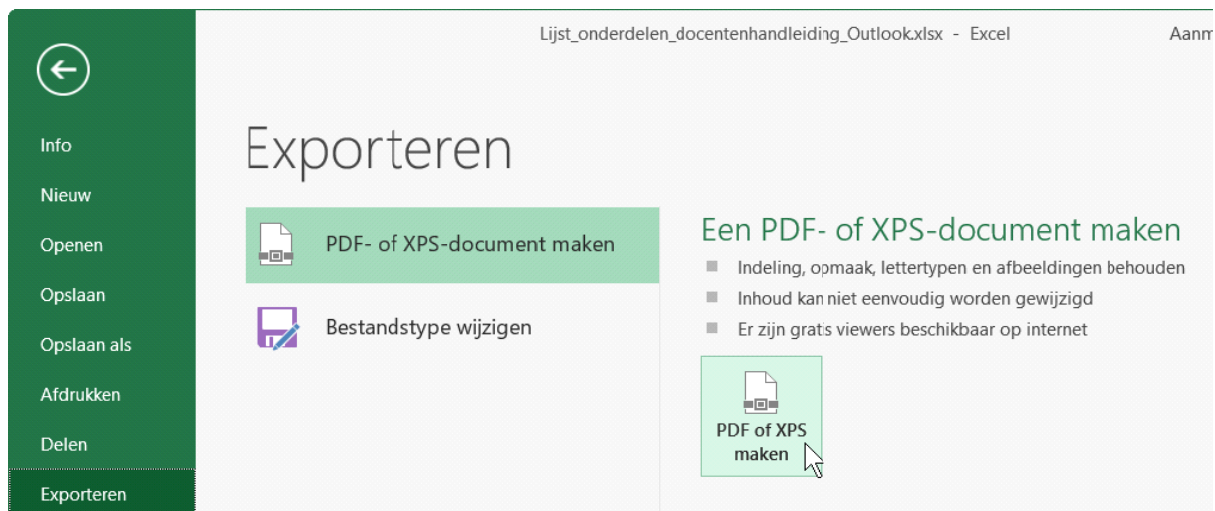 Lijst_onderdelen_docentenhandleiding_Outlook.xlsx - Excel
Aanm
Info
Nieuw
Openen
Opslaan
Opslaan als
Afdrukken
Delen
Exporteren
Exporteren
PDF- of XPS-document maken
Bestandstype wijzigen
Een PDF- of XPS-document maken
Indeling, opmaak, lettertypen en afbeeldingen behouden
Inhoud kan niet eenvoudig worden gewijzigd
Er zijn gratis viewers beschikbaar op internet
PDF of XPS
maken